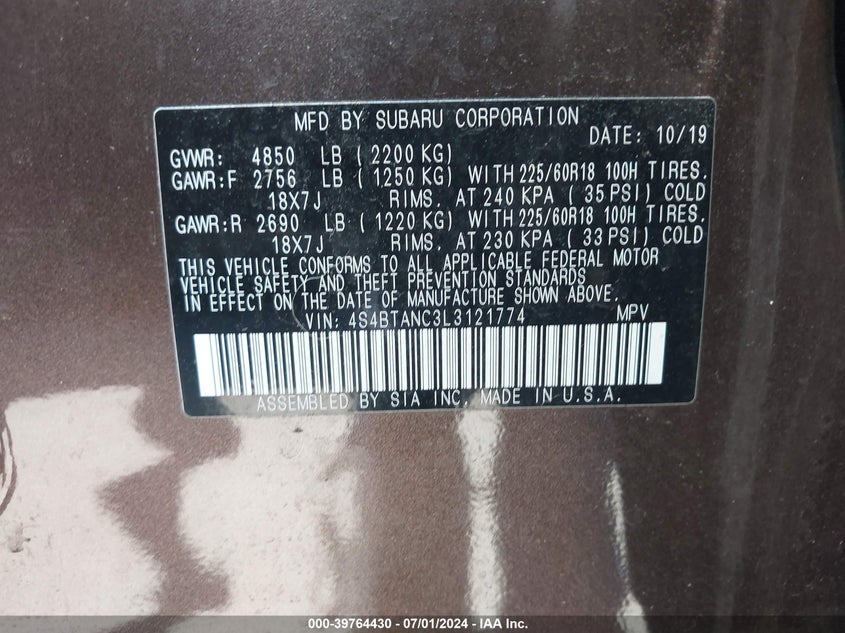 MFD BY SUBARU CORPORATION
DATE: 10/19
GVWR: 4850 LB ( 2200 KG)
GAWR:F 2756 LB ( 1250 KG) WITH 225/60R18 100H TIRES.
18X7J RIMS. AT 240 KPA ( 35 PSI) COLD
GAWR:R 2690 LB ( 1220 KG) WITH 225/60R18 100H TIRES.
18X7J RIMS. AT 230 KPA ( 33 PSI) COLD
THIS VEHICLE CONFORMS TO ALL APPLICABLE FEDERAL MOTOR
VEHICLE SAFETY AND THEFT PREVENTION STANDARDS
IN EFFECT ON THE DATE OF MANUFACTURE SHOWN ABOVE.
VIN: 4S4BTANC3L3121774 MPV
ASSEMBLED BY SIA INC, MADE IN U.S.A.
000-39764430 - 07/01/2024 - IAA Inc.